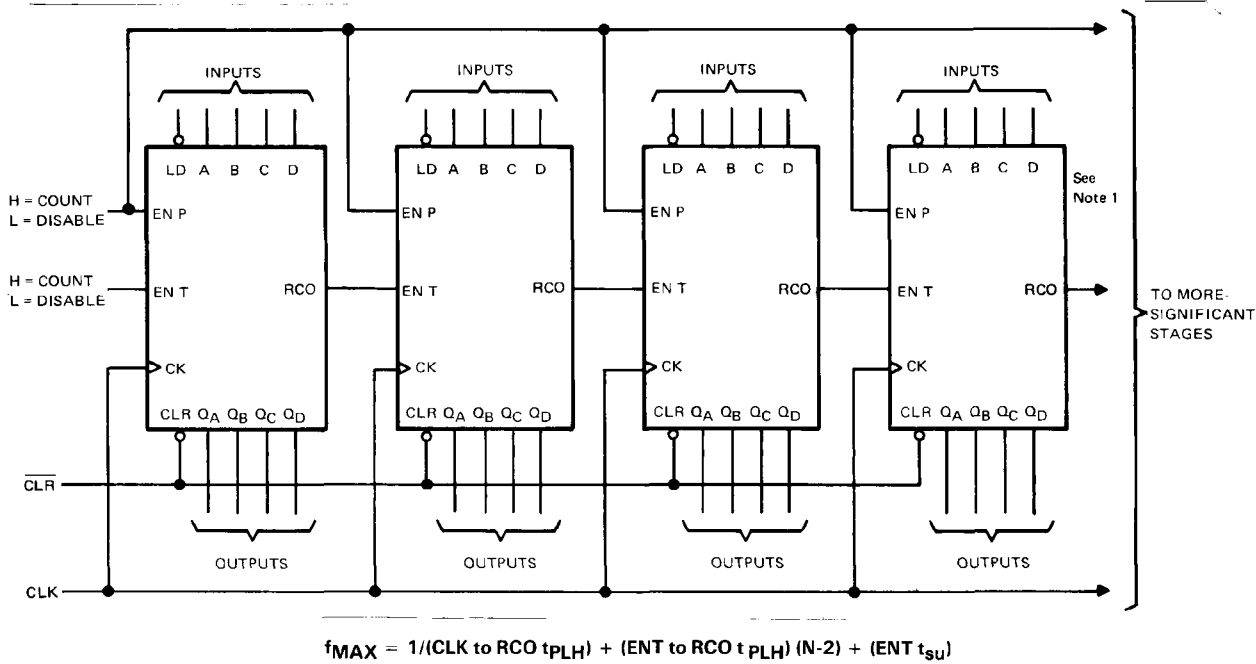 INPUTS INPUTS INPUTS INPUTS
LD A B C D LD A B C D LD A B C D LD A B C D
See
Note 1
H = COUNT
L = DISABLE
EN P EN P EN P EN P
H = COUNT
L = DISABLE
EN T RCO EN T RCO EN T RCO EN T RCO
TO MORE-
SIGNIFICANT
STAGES
CK CK CK CK
CLR QA QB QC QD CLR QA QB QC QD CLR QA QB QC QD CLR QA QB QC QD
CLR
OUTPUTS OUTPUTS OUTPUTS OUTPUTS
CLK
fMAX = 1/(CLK to RCO tPLH) + (ENT to RCO tPLH) (N-2) + (ENT tsu)